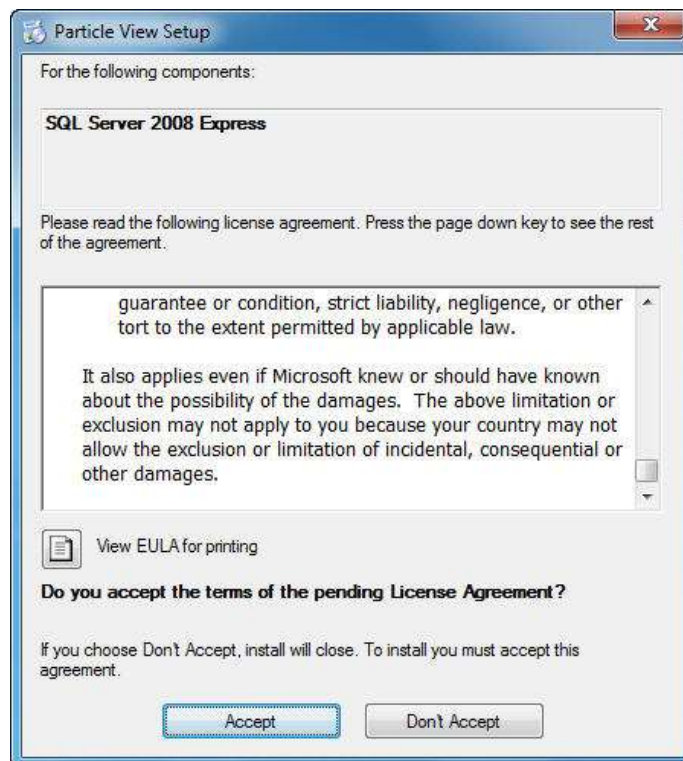 Particle View Setup
For the following components:
SQL Server 2008 Express
Please read the following license agreement. Press the page down key to see the rest
of the agreement.
guarantee or condition, strict liability, negligence, or other
tort to the extent permitted by applicable law.
It also applies even if Microsoft knew or should have known
about the possibility of the damages.  The above limitation or
exclusion may not apply to you because your country may not
allow the exclusion or limitation of incidental, consequential or
other damages.
View EULA for printing
Do you accept the terms of the pending License Agreement?
If you choose Don't Accept, install will close. To install you must accept this
agreement.
Accept
Don't Accept